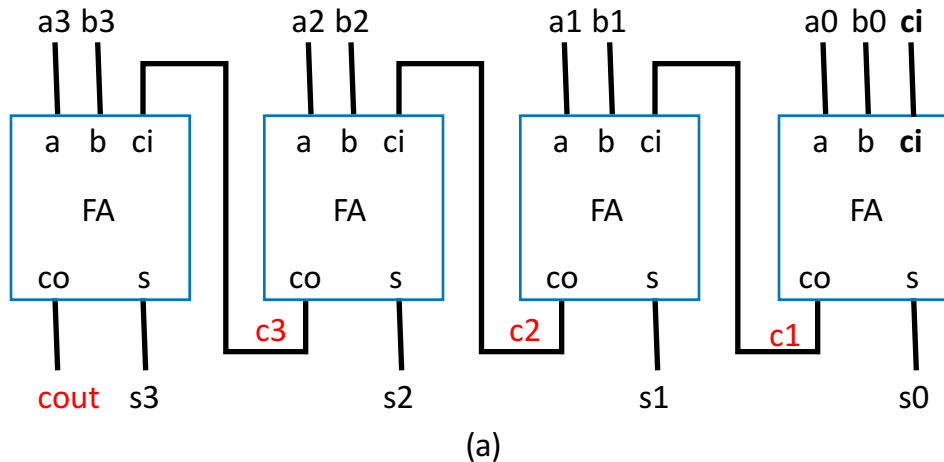 a3 b3 a2 b2 a1 b1 a0 b0 ci
a b ci a b ci a b ci a b ci
FA FA FA FA
co s co s co s co s
c3 c2 c1
cout s3 s2 s1 s0
(a)